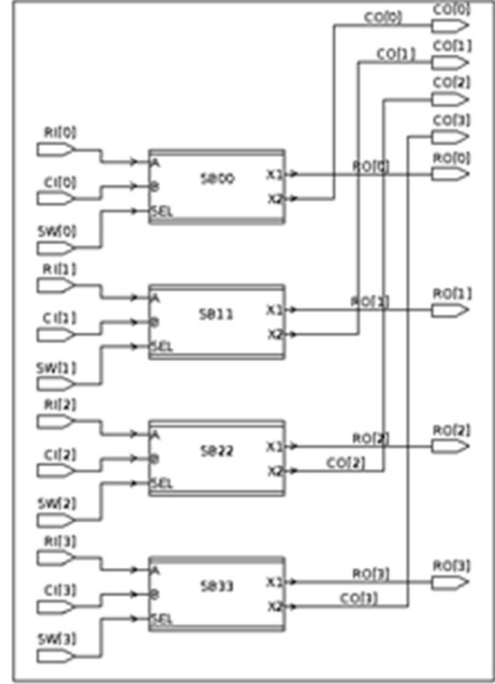 CO[0] CO[0]
CO[1] CO[1]
CO[2]
CO[3]
RI[0] RO[0] RO[0]
A X1
CI[0] B SB00 X2
SEL
SW[0]
RI[1]
A X1 RO[1] RO[1]
CI[1] B SB11 X2
SEL
SW[1]
RI[2]
A X1 RO[2] RO[2]
CI[2] B SB22 X2 CO[2]
SEL
SW[2]
RI[3]
A X1 RO[3] RO[3]
CI[3] B SB33 X2 CO[3]
SEL
SW[3]